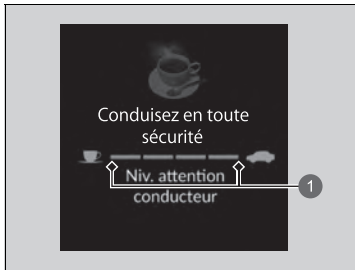 Conduisez en toute
sécurité
Niv. attention
conducteur
1